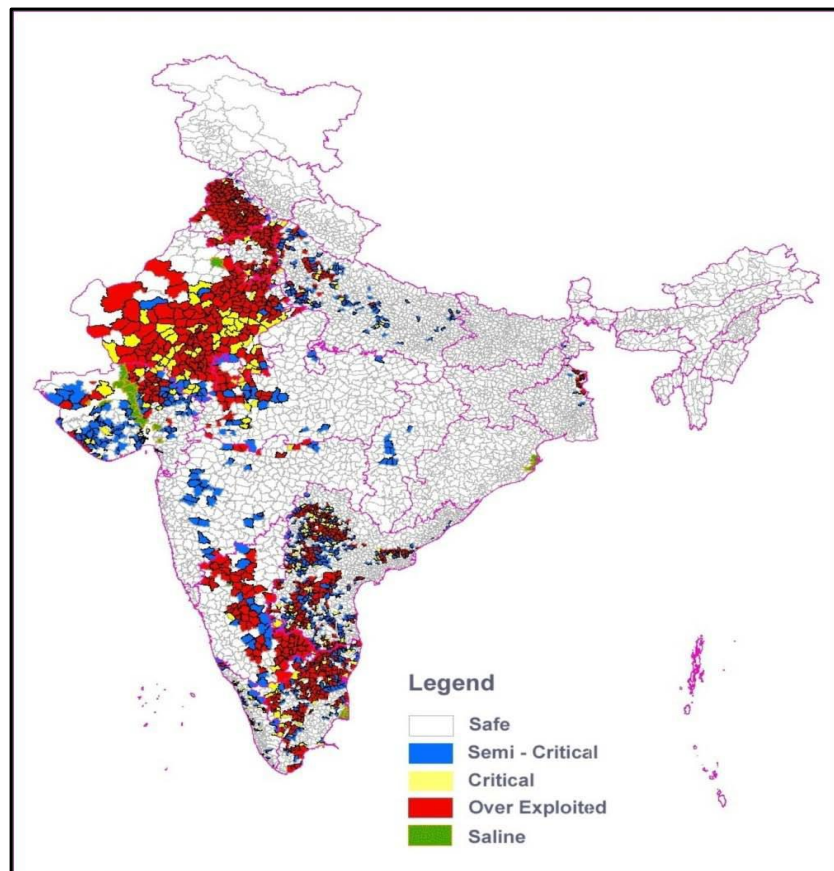 Legend
Safe
Semi - Critical
Critical
Over Exploited
Saline